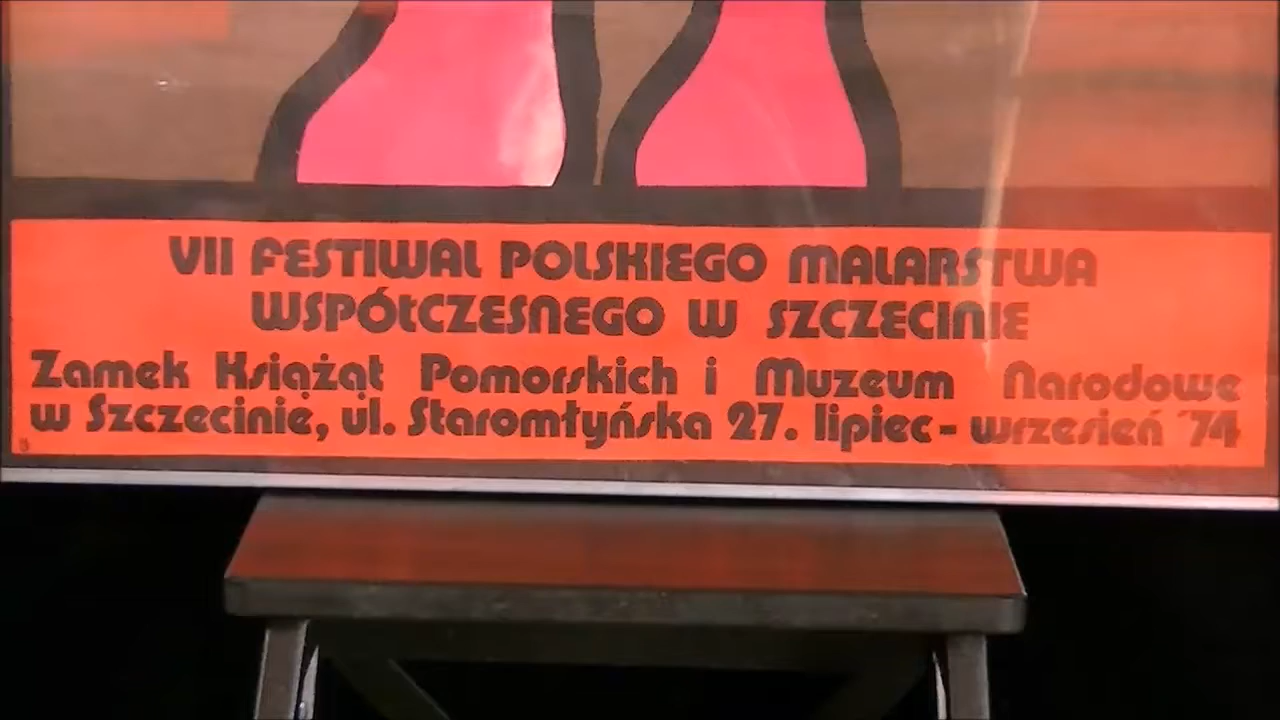 VII FESTIWAL POLSKIEGO MALARSTWA
WSPÓŁCZESNEGO W SZCZECINIE
Zamek Książąt Pomorskich i Muzeum Narodowe
w Szczecinie, ul. Staromłyńska 27. lipiec - wrzesień '74